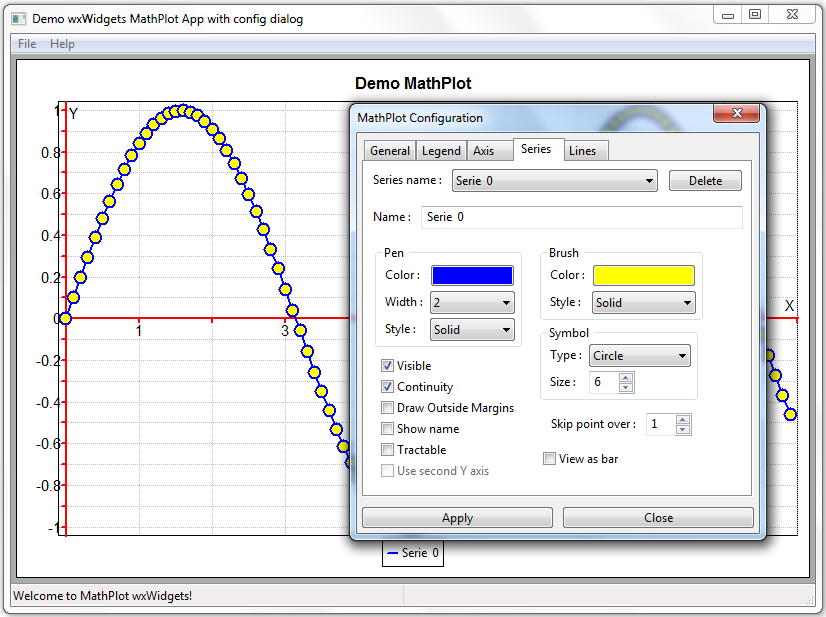 Demo wxWidgets MathPlot App with config dialog
File Help
Demo MathPlot
Y
1
0.8
0.6
0.4
0.2
0
-0.2
-0.4
-0.6
-0.8
-1
1
3
X
MathPlot Configuration
General Legend Axis Series Lines
Series name : Serie 0 Delete
Name : Serie 0
Pen
Color :
Width : 2
Style : Solid
Brush
Color :
Style : Solid
Symbol
Type : Circle
Size : 6
Visible
Continuity
Draw Outside Margins
Show name
Tractable
Use second Y axis
Skip point over : 1
View as bar
Apply Close
Serie 0
Welcome to MathPlot wxWidgets!